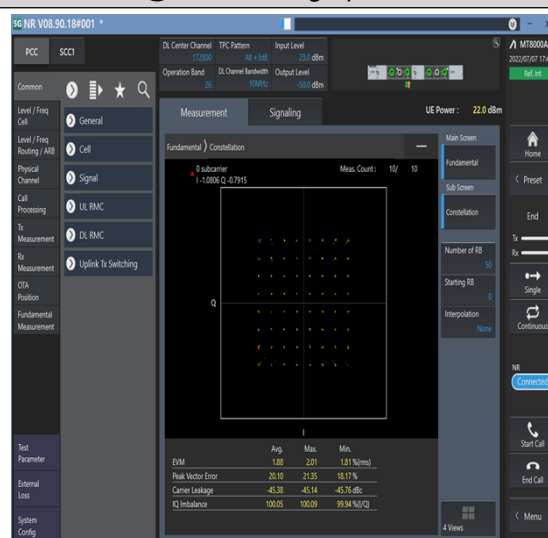 SG NR V08.90.18#001 *
PCC SCC1
DL Center Channel TPC Pattern Input Level
172800 All +3dB 23.0 dBm
Operation Band DL Channel Bandwidth Output Level
26 10MHz -50.0 dBm
MT8000A
2022/07/07 17:4
Ref. Int
Common
Level / Freq
Cell
Level / Freq
Routing / ARB
Physical
Channel
Call
Processing
Tx
Measurement
Rx
Measurement
OTA
Position
Fundamental
Measurement
Test
Parameter
External
Loss
System
Config
General
Cell
Signal
UL RMC
DL RMC
Uplink Tx Switching
Measurement Signaling
UE Power : 22.0 dBm
Fundamental Constellation
0 subcarrier Meas. Count : 10/ 10
I -1.0806 Q -0.7915
Q
I
Avg. Max. Min.
EVM 1.88 2.01 1.81 %(rms)
Peak Vector Error 20.10 21.35 18.17 %
Carrier Leakage -45.38 -45.14 -45.76 dBc
IQ Imbalance 100.05 100.09 99.94 %(I/Q)
Main Screen
Fundamental
Sub Screen
Constellation
Number of RB
50
Starting RB
0
Interpolation
None
4 Views
Home
Preset
End
Tx
Rx
Single
Continuous
NR
Connected
Start Call
End Call
Menu